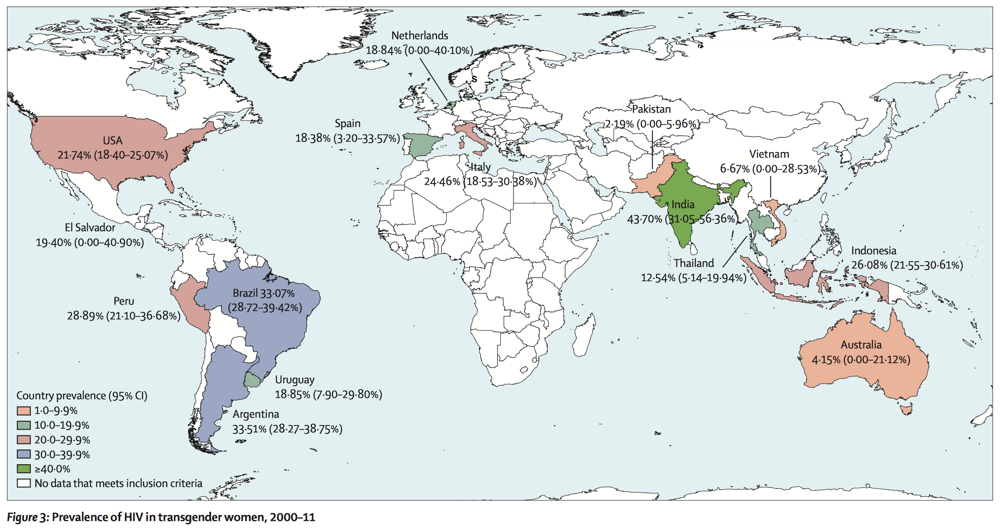 Netherlands
18·84% (0·00–40·10%)
s
Pakistan
2·19% (0·00–5·96%)
Spain
18·38% (3·20–33·57%)
USA
21·74% (18·40–25·07%)
Vietnam
6·67% (0·00–28·53%)
Italy
24·46% (18·53–30·38%)
India
43·70% (31·05–56·36%)
El Salvador
19·40% (0·00–40·90%)
Indonesia
26·08% (21·55–30·61%)
Thailand
12·54% (5·14–19·94%)
Brazil 33·07%
(28·72–39·42%)
Peru
28·89% (21·10–36·68%)
Australia
4·15% (0·00–21·12%)
Uruguay
18·85% (7·90–29·80%)
Argentina
33·51% (28·27–38·75%)
Country prevalence (95% CI)
1·0–9·9%
10·0–19·9%
20·0–29·9%
30·0–39·9%
≥40·0%
No data that meets inclusion criteria
Figure 3: Prevalence of HIV in transgender women, 2000–11